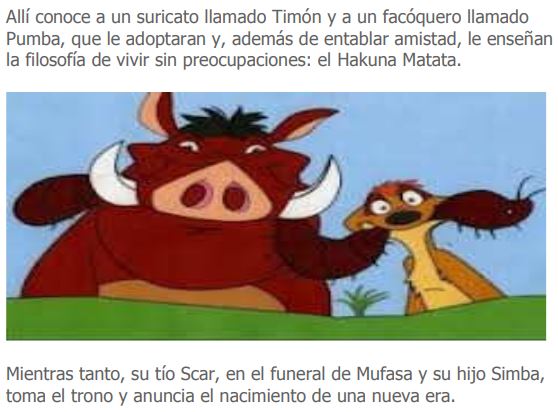 Allí conoce a un suricato llamado Timón y a un facóquero llamado
Pumba, que le adoptaran y, además de entablar amistad, le enseñan
la filosofía de vivir sin preocupaciones: el Hakuna Matata.
Mientras tanto, su tío Scar, en el funeral de Mufasa y su hijo Simba,
toma el trono y anuncia el nacimiento de una nueva era.